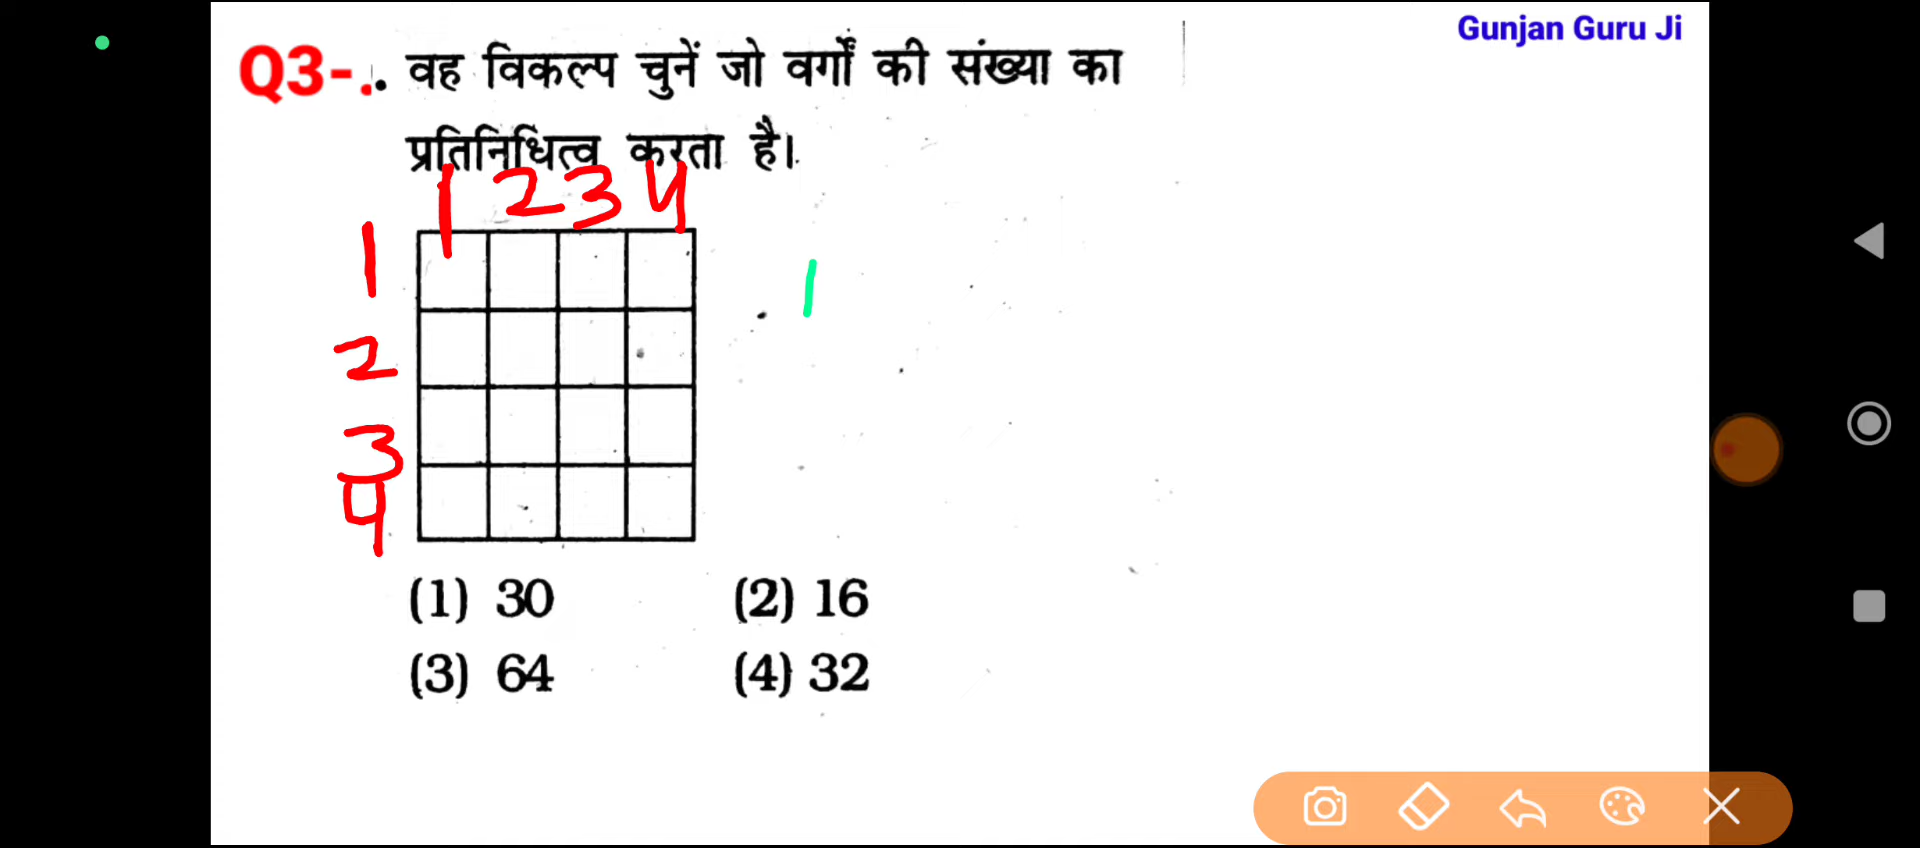 Gunjan Guru Ji
Q3-.. वह विकल्प चुनें जो वर्गों की संख्या का
प्रतिनिधित्व करता है।
1 2 3 4
1
1
2
3
4
(1) 30 (2) 16
(3) 64 (4) 32